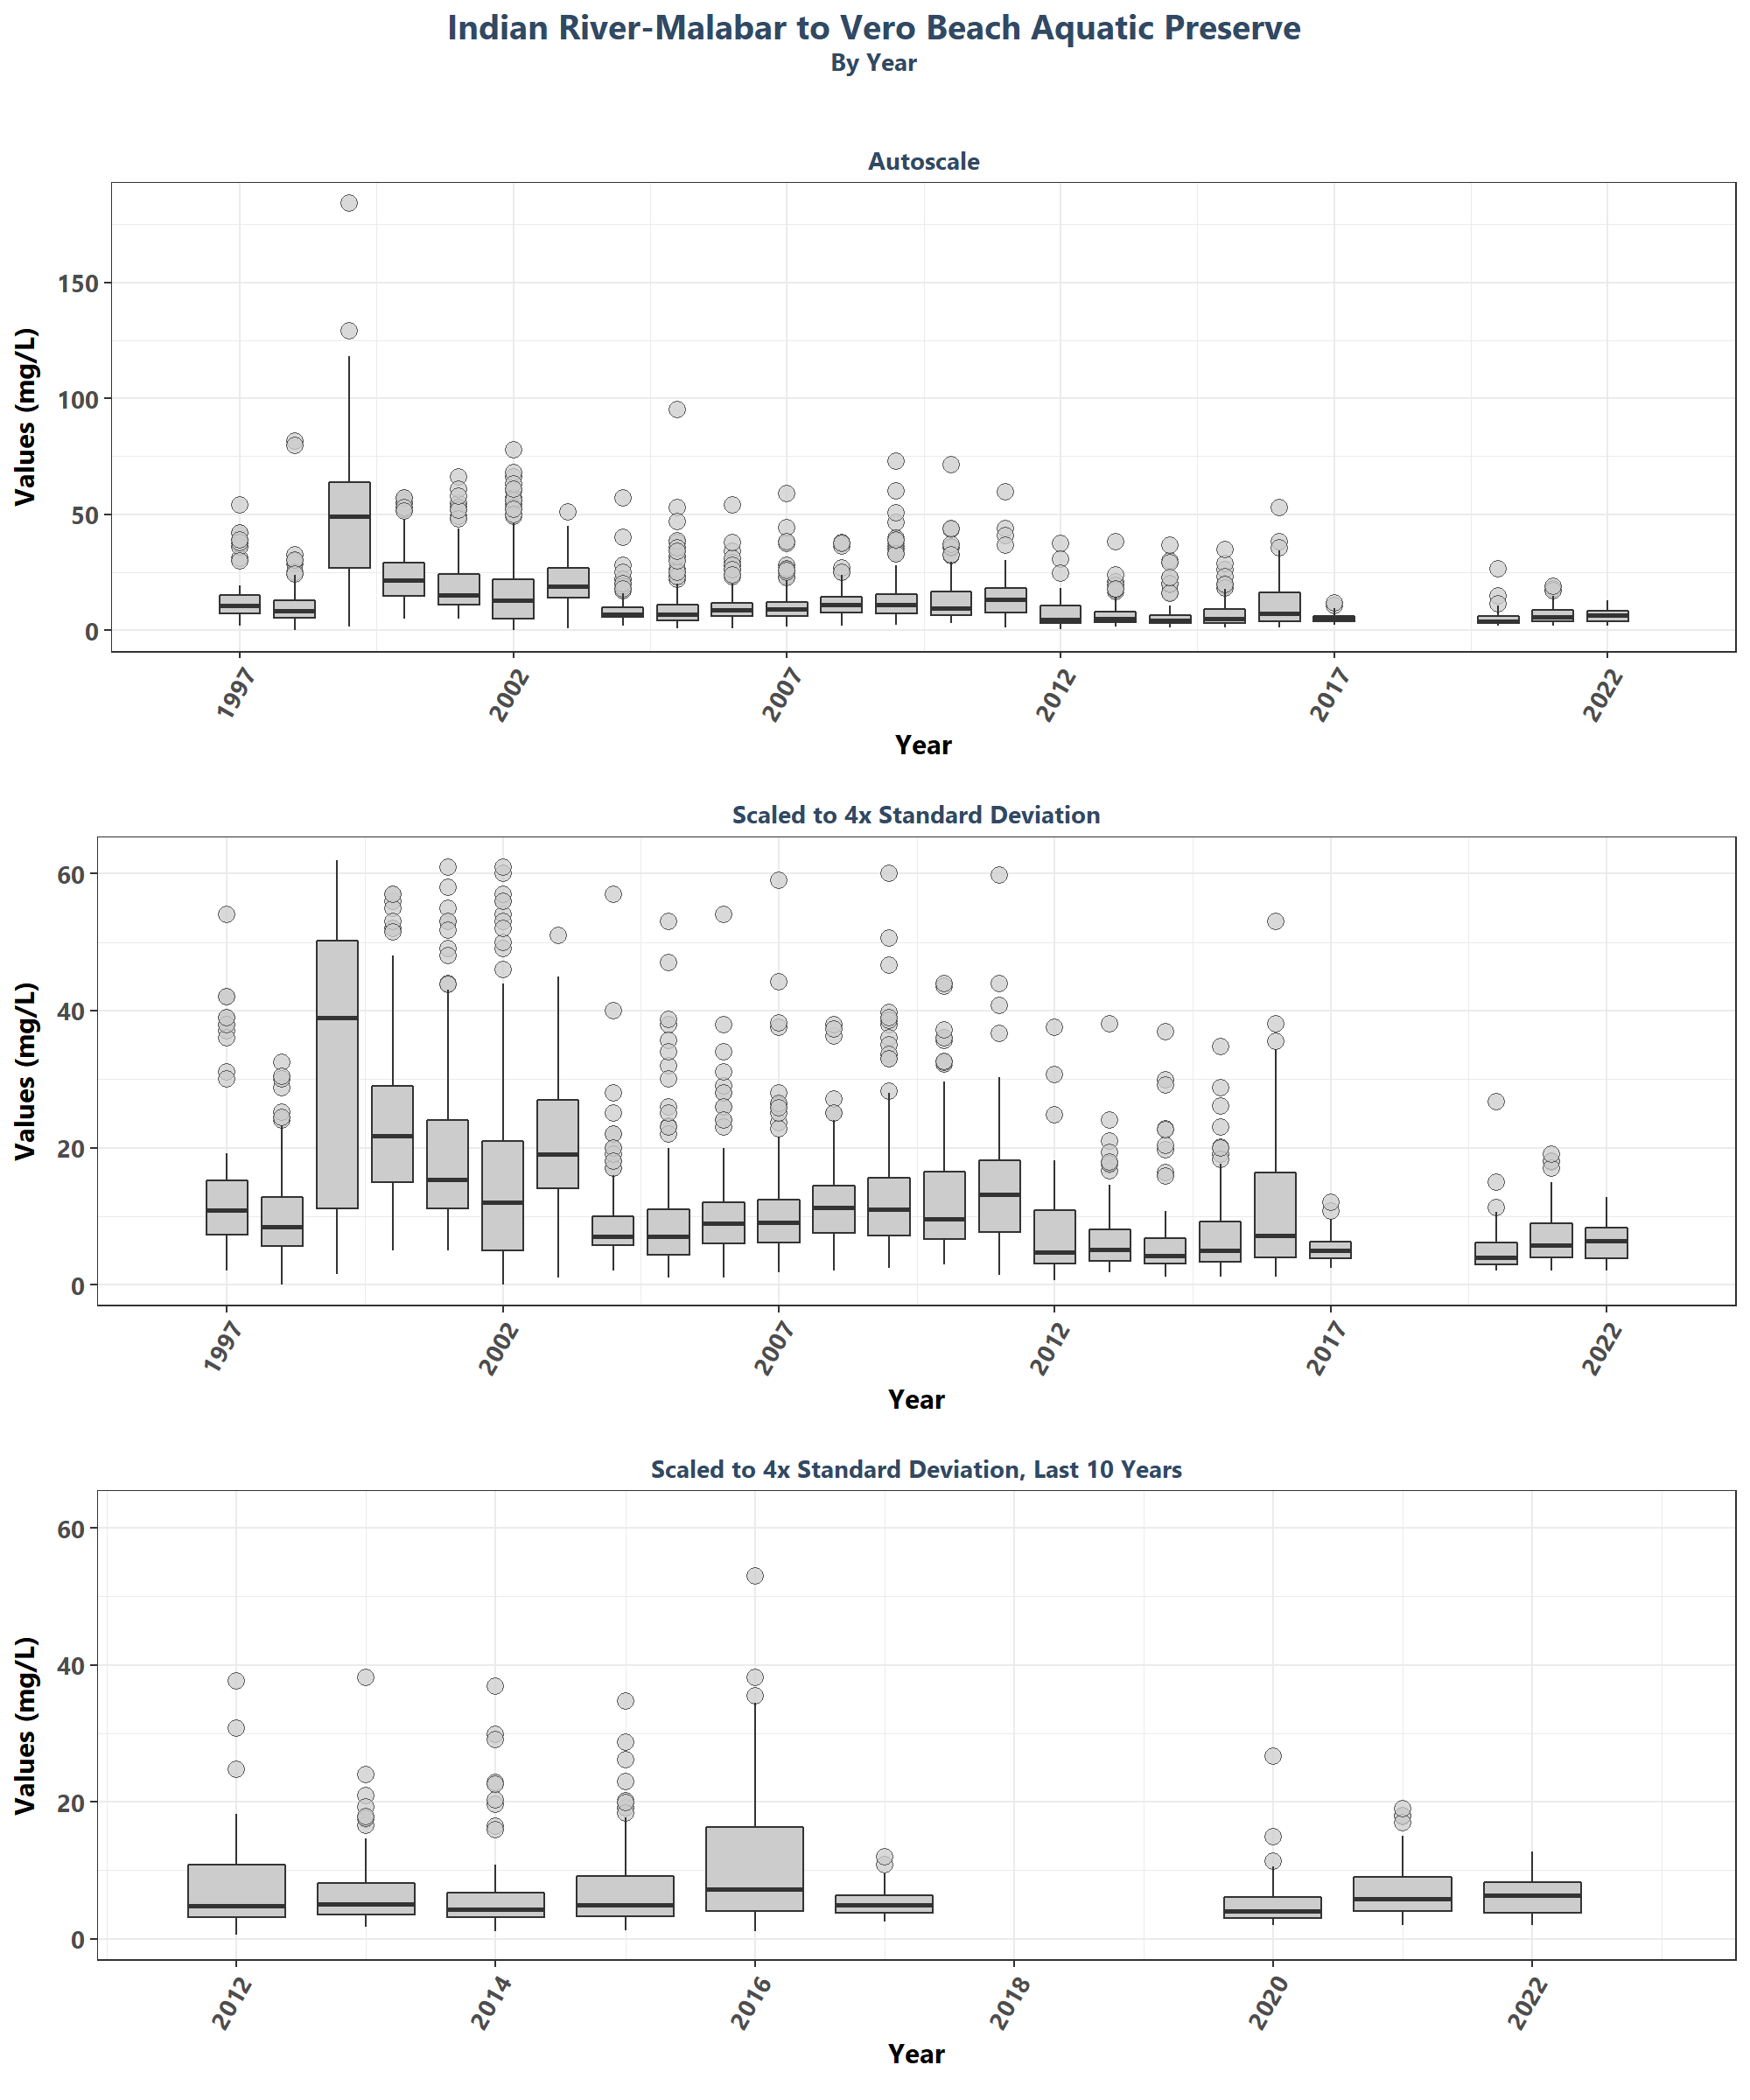 Indian River-Malabar to Vero Beach Aquatic Preserve
By Year
Autoscale
Values (mg/L)
150
100
50
0
1997
2002
2007
2012
2017
2022
Year
Scaled to 4x Standard Deviation
Values (mg/L)
60
40
20
0
1997
2002
2007
2012
2017
2022
Year
Scaled to 4x Standard Deviation, Last 10 Years
Values (mg/L)
60
40
20
0
2012
2014
2016
2018
2020
2022
Year